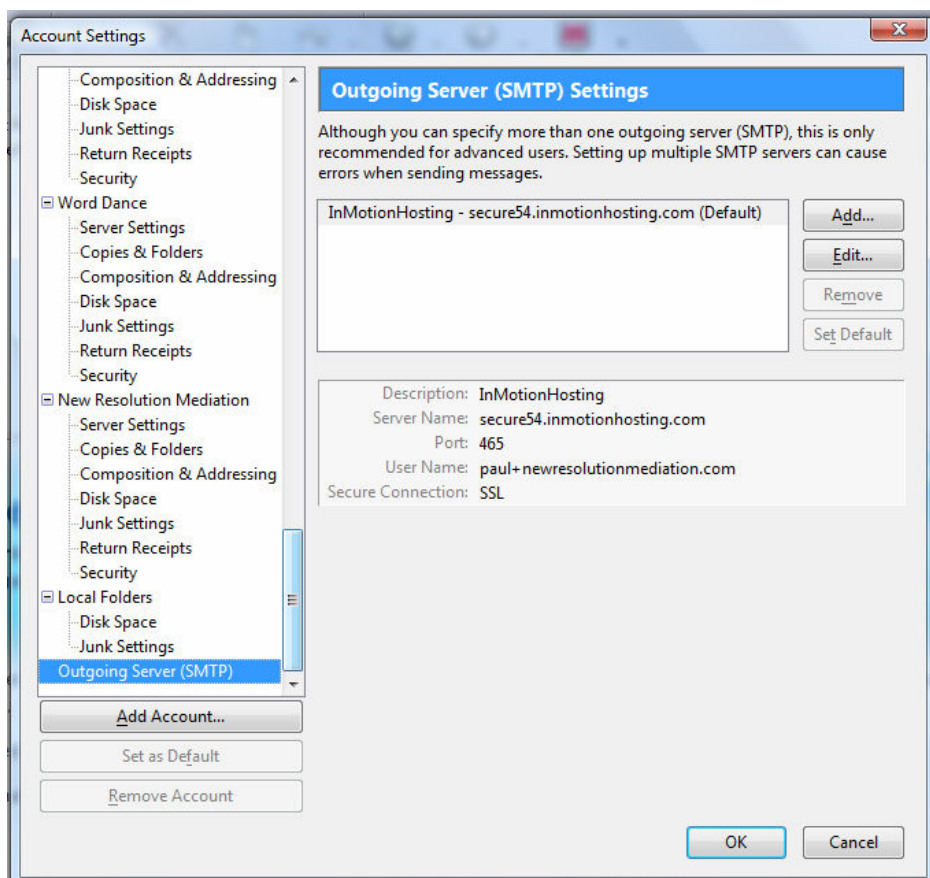 Account Settings
Composition & Addressing
Disk Space
Junk Settings
Return Receipts
Security
Word Dance
Server Settings
Copies & Folders
Composition & Addressing
Disk Space
Junk Settings
Return Receipts
Security
New Resolution Mediation
Server Settings
Copies & Folders
Composition & Addressing
Disk Space
Junk Settings
Return Receipts
Security
Local Folders
Disk Space
Junk Settings
Outgoing Server (SMTP)
Add Account...
Set as Default
Remove Account
Outgoing Server (SMTP) Settings
Although you can specify more than one outgoing server (SMTP), this is only
recommended for advanced users. Setting up multiple SMTP servers can cause
errors when sending messages.
InMotionHosting - secure54.inmotionhosting.com (Default)
Add...
Edit...
Remove
Set Default
Description: InMotionHosting
Server Name: secure54.inmotionhosting.com
Port: 465
User Name: paul+newresolutionmediation.com
Secure Connection: SSL
OK
Cancel